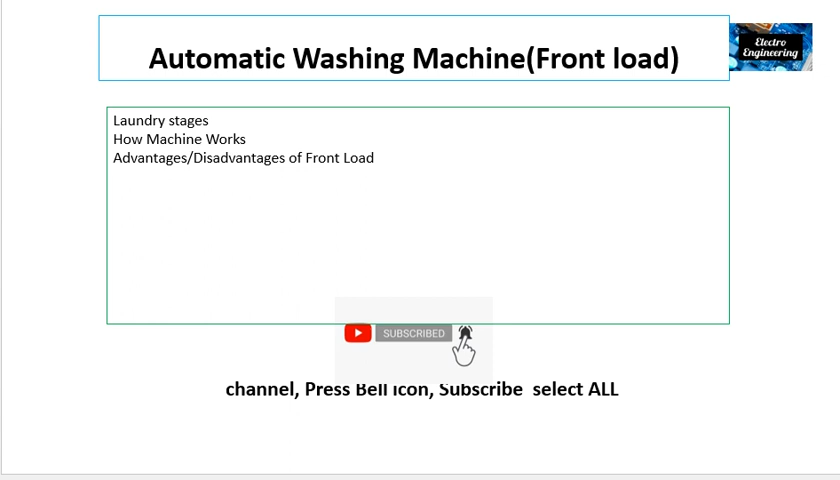 Automatic Washing Machine(Front load)
Electro
Engineering
Laundry stages
How Machine Works
Advantages/Disadvantages of Front Load
SUBSCRIBED
channel, Press Bell Icon, Subscribe select ALL